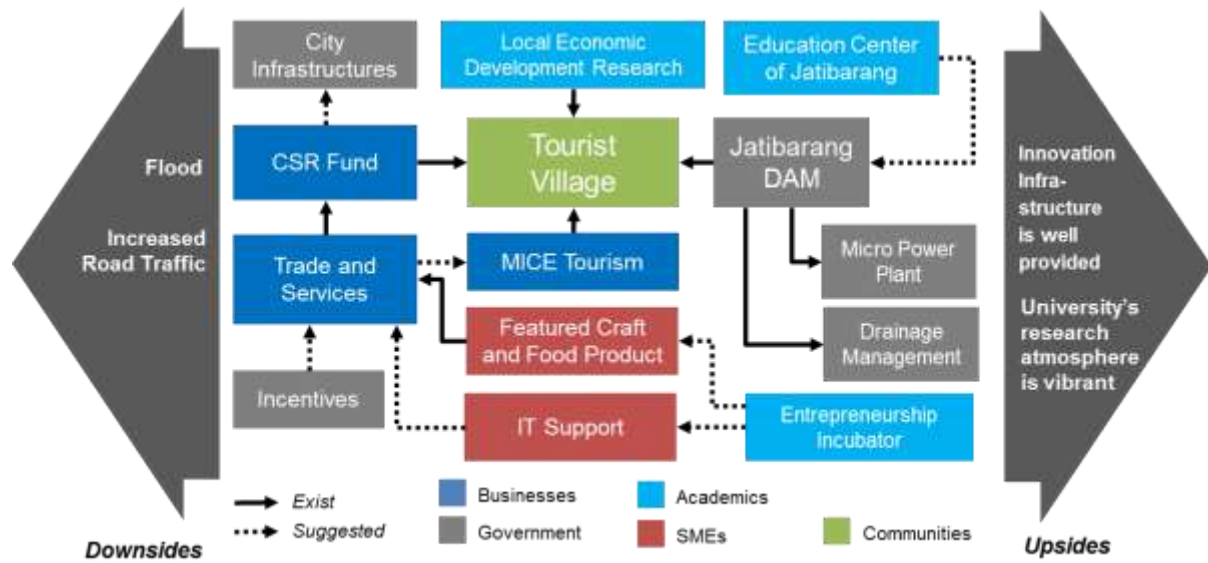 City
Infrastructures
Local Economic
Development Research
Education Center
of Jatibarang
Flood
Increased
Road Traffic
CSR Fund
Tourist
Village
Jatibarang
DAM
Innovation
Infra-
structure
is well
provided
University's
research
atmosphere
is vibrant
Trade and
Services
MICE Tourism
Micro Power
Plant
Featured Craft
and Food Product
Drainage
Management
Incentives
IT Support
Entrepreneurship
Incubator
Exist
Suggested
Businesses
Government
Academics
SMEs
Communities
Downsides
Upsides